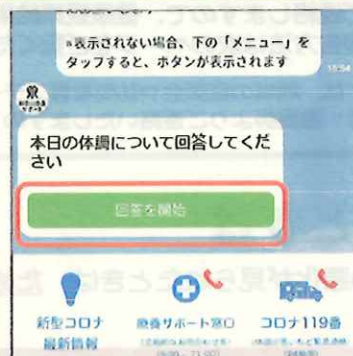 ※表示されない場合、下の「メニュー」を
タップすると、ボタンが表示されます
本日の体調について回答してくだ
さい
回答を開始
新型コロナ
最新情報
療養サポート窓口
コロナ119番